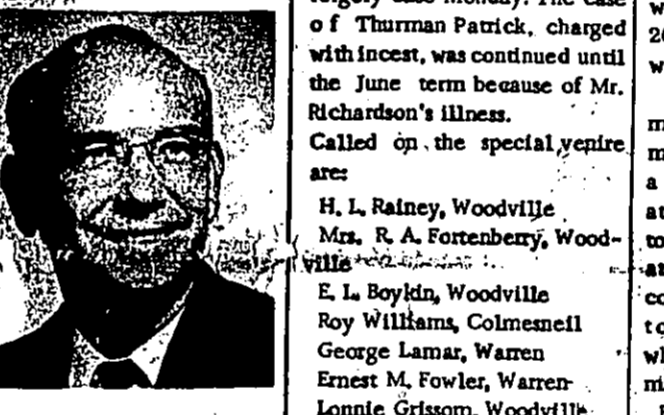 case Monday. The case
of Thurman Patrick, charged
with incest, was continued until
the June term because of Mr.
Richardson's illness.
Called on the special venire
are:
H. L. Rainey, Woodville
Mrs. R. A. Fortenberry, Wood-
ville
E. L. Boykin, Woodville
Roy Williams, Colmesneil
George Lamar, Warren
Ernest M. Fowler, Warren
Lonnie Grissom, Woodville